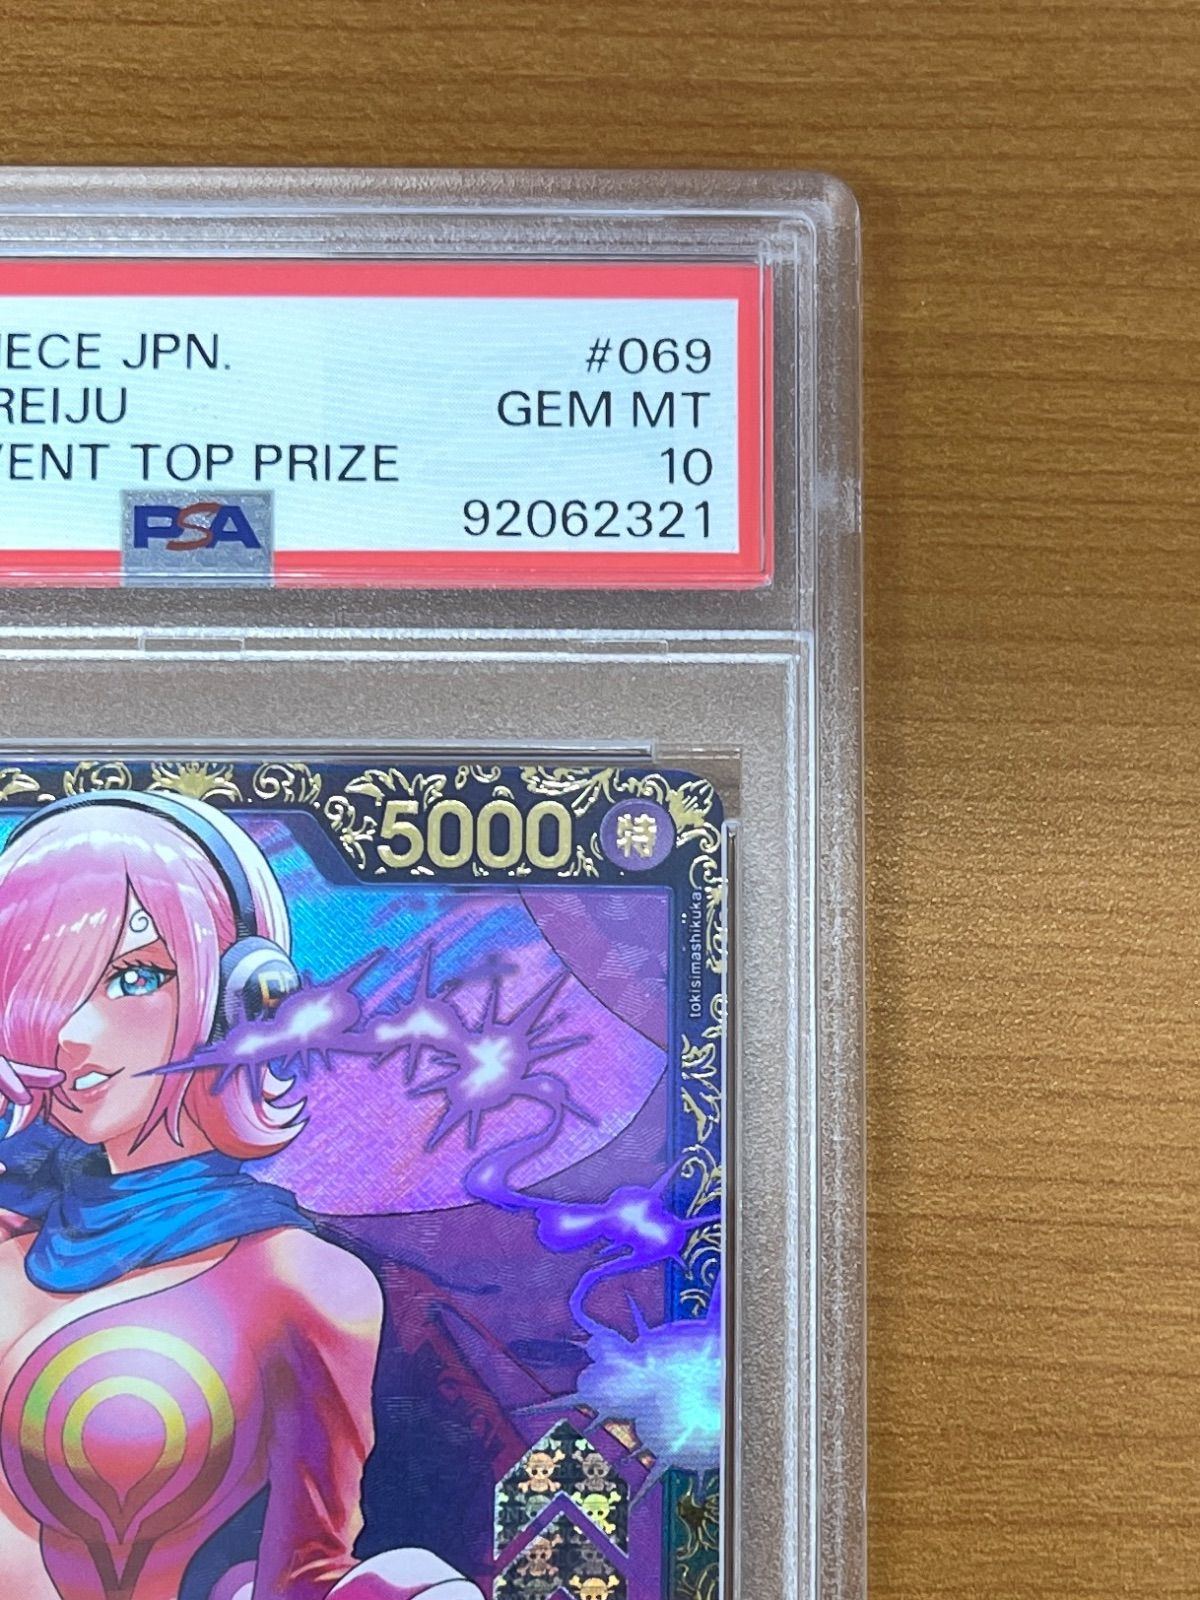 IECE JPN. #069
REIJU GEM MT
VENT TOP PRIZE 10
PSA 92062321
5000 特
tokisimashikuka